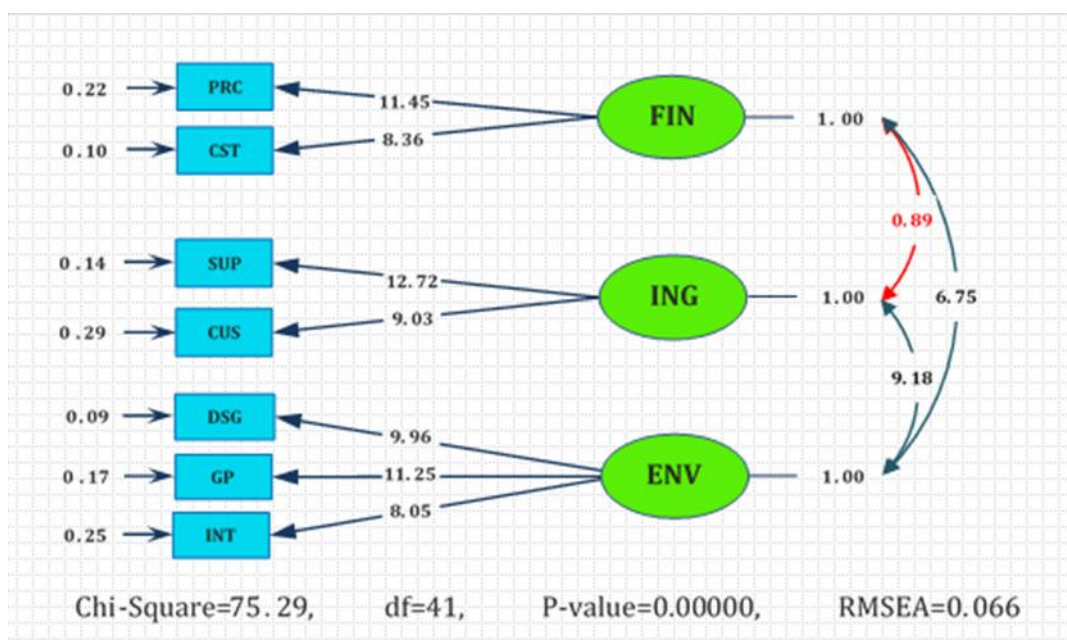 0.22 PRC 11.45 FIN 1.00
0.10 CST 8.36
0.89
0.14 SUP 12.72 ING 1.00 6.75
0.29 CUS 9.03
9.18
0.09 DSG 9.96
0.17 GP 11.25 ENV 1.00
0.25 INT 8.05
Chi-Square=75.29, df=41, P-value=0.00000, RMSEA=0.066